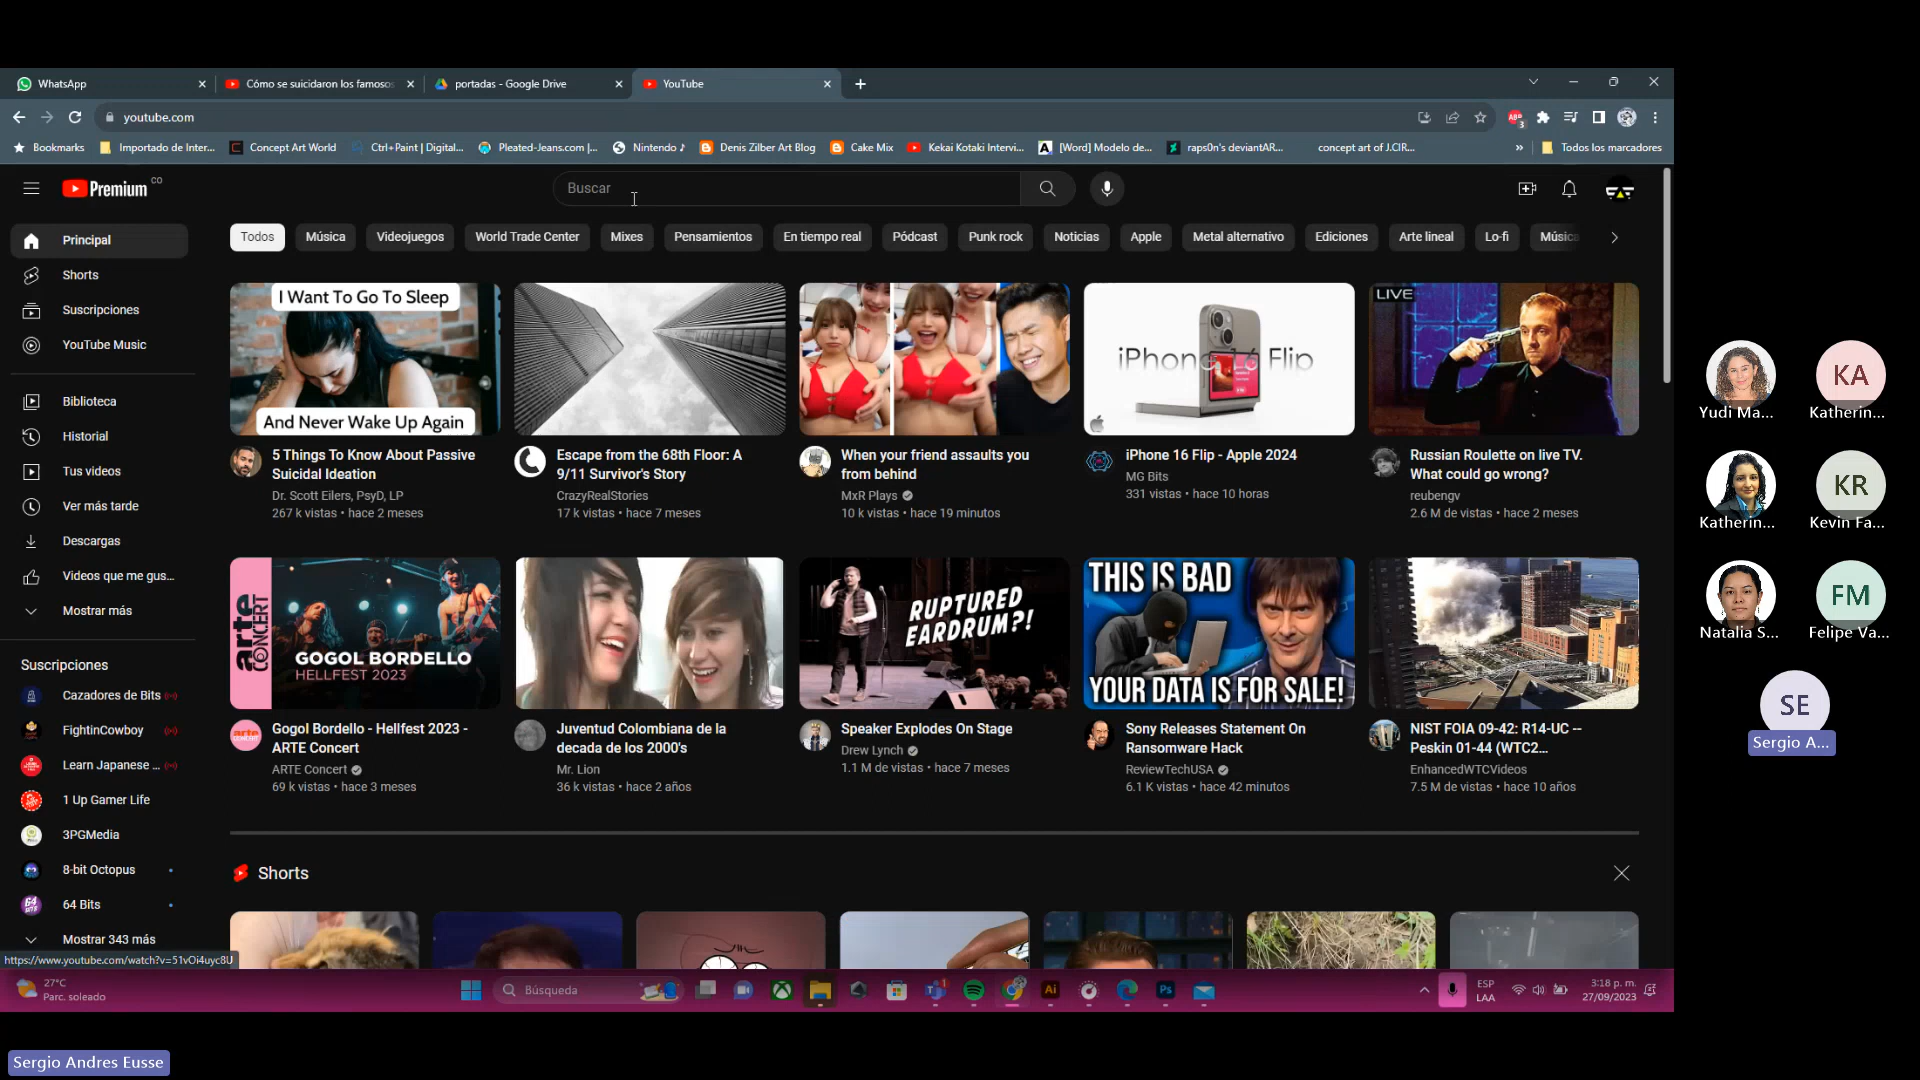 WhatsApp
Cómo se suicidaron los famosos
portadas - Google Drive
YouTube
youtube.com
ABP
3
Bookmarks
Importado de Inter...
Concept Art World
Ctrl+Paint | Digital...
Pleated-Jeans.com |...
Nintendo ♪
Denis Zilber Art Blog
Cake Mix
Kekai Kotaki Intervi...
[Word] Modelo de...
raps0n's deviantAR...
concept art of J.CIR...
»
Todos los marcadores
Premium CO
Buscar
Principal
Shorts
Suscripciones
YouTube Music
Biblioteca
Historial
Tus videos
Ver más tarde
Descargas
Videos que me gus...
Mostrar más
Suscripciones
Cazadores de Bits
FightinCowboy
Learn Japanese ...
1 Up Gamer Life
3PGMedia
8-bit Octopus
64 Bits
Mostrar 343 más
https://www.youtube.com/watch?v=51vOi4uyc8U
Todos
Música
Videojuegos
World Trade Center
Mixes
Pensamientos
En tiempo real
Pódcast
Punk rock
Noticias
Apple
Metal alternativo
Ediciones
Arte lineal
Lo-fi
Música
I Want To Go To Sleep
And Never Wake Up Again
5 Things To Know About Passive
Suicidal Ideation
Dr. Scott Eilers, PsyD, LP
267 k vistas • hace 2 meses
Escape from the 68th Floor: A
9/11 Survivor's Story
CrazyRealStories
17 k vistas • hace 7 meses
When your friend assaults you
from behind
MxR Plays
10 k vistas • hace 19 minutos
iPhone 16 Flip
iPhone 16 Flip - Apple 2024
MG Bits
331 vistas • hace 10 horas
LIVE
Russian Roulette on live TV.
What could go wrong?
reubengv
2.6 M de vistas • hace 2 meses
arte
CONCERT
GOGOL BORDELLO
HELLFEST 2023
Gogol Bordello - Hellfest 2023 -
ARTE Concert
ARTE Concert
69 k vistas • hace 3 meses
Juventud Colombiana de la
decada de los 2000's
Mr. Lion
36 k vistas • hace 2 años
RUPTURED
EARDRUM?!
Speaker Explodes On Stage
Drew Lynch
1.1 M de vistas • hace 7 meses
THIS IS BAD
YOUR DATA IS FOR SALE!
Sony Releases Statement On
Ransomware Hack
ReviewTechUSA
6.1 K vistas • hace 42 minutos
NIST FOIA 09-42: R14-UC --
Peskin 01-44 (WTC2...
EnhancedWTCVideos
7.5 M de vistas • hace 10 años
Shorts
27°C
Parc. soleado
Búsqueda
Ai
Ps
ESP
LAA
3:18 p. m.
27/09/2023
Yudi Ma...
KA
Katherin...
Katherin...
KR
Kevin Fa...
Natalia S...
FM
Felipe Va...
SE
Sergio A...
Sergio Andres Eusse